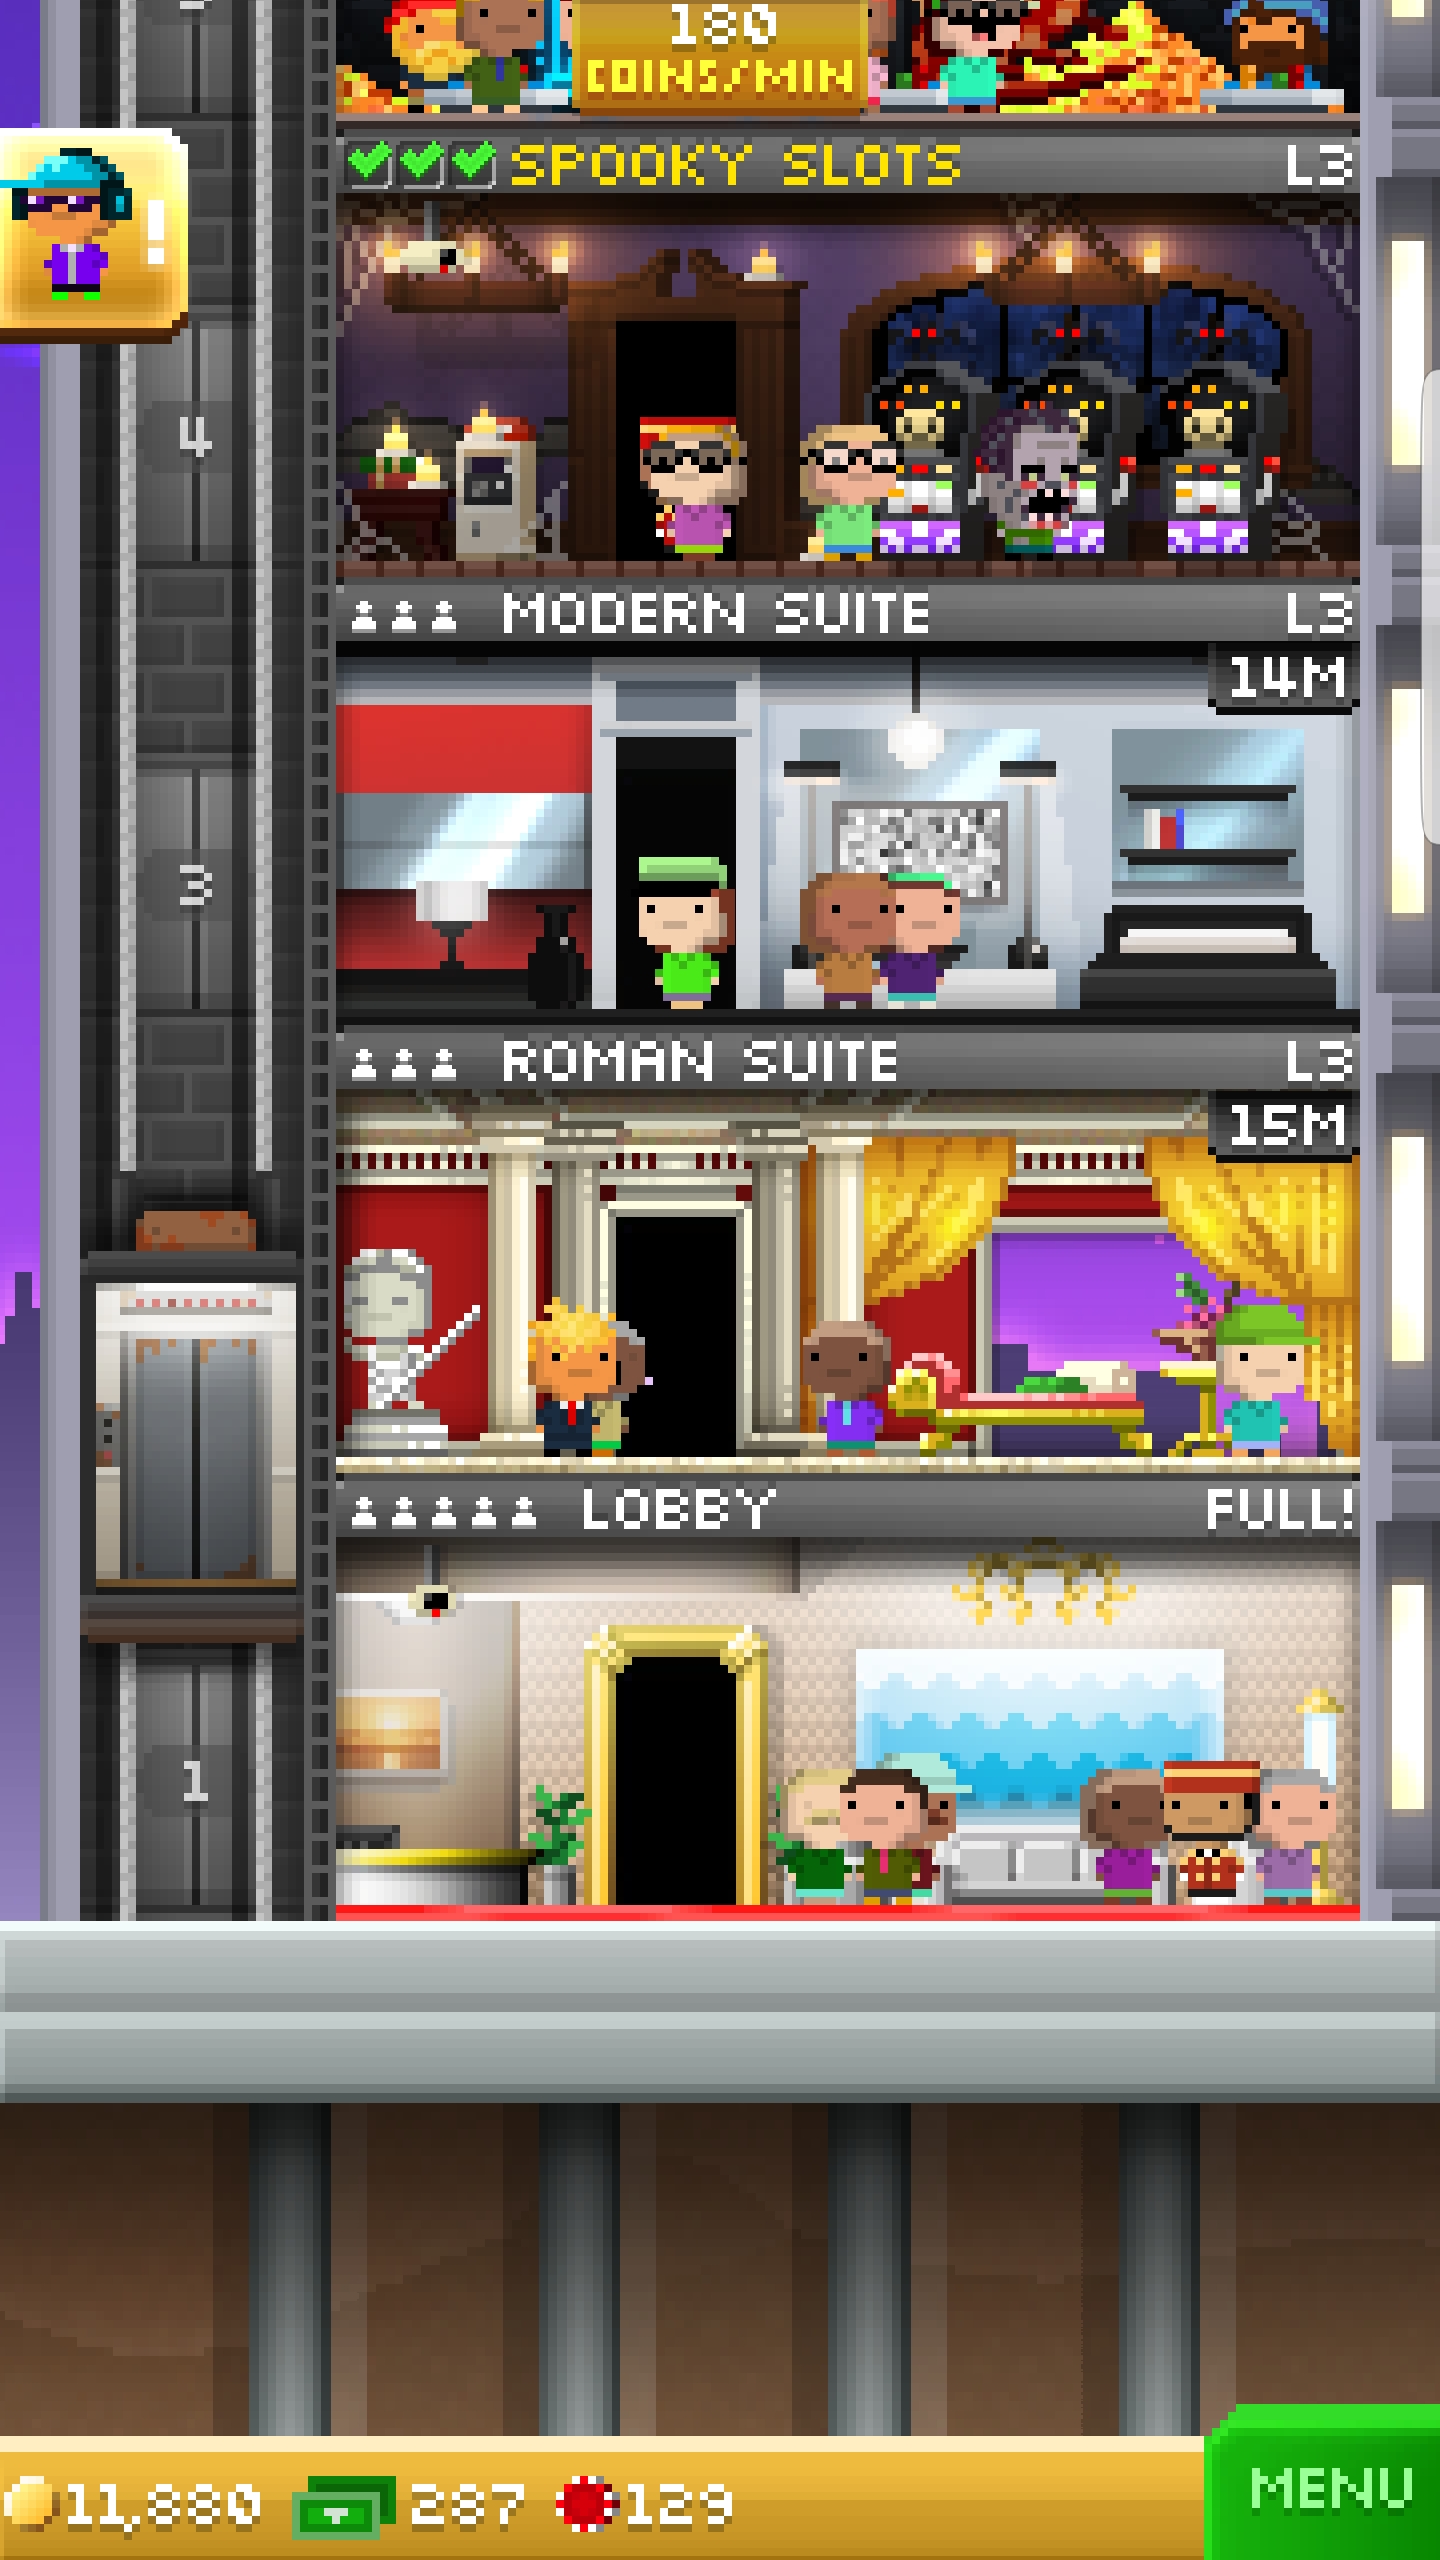 180
COINS/MIN
SPOOKY SLOTS L3
!
4
MODERN SUITE L3
14M
3
ROMAN SUITE L3
15M
LOBBY FULL!
1
11,880 287 129
MENU